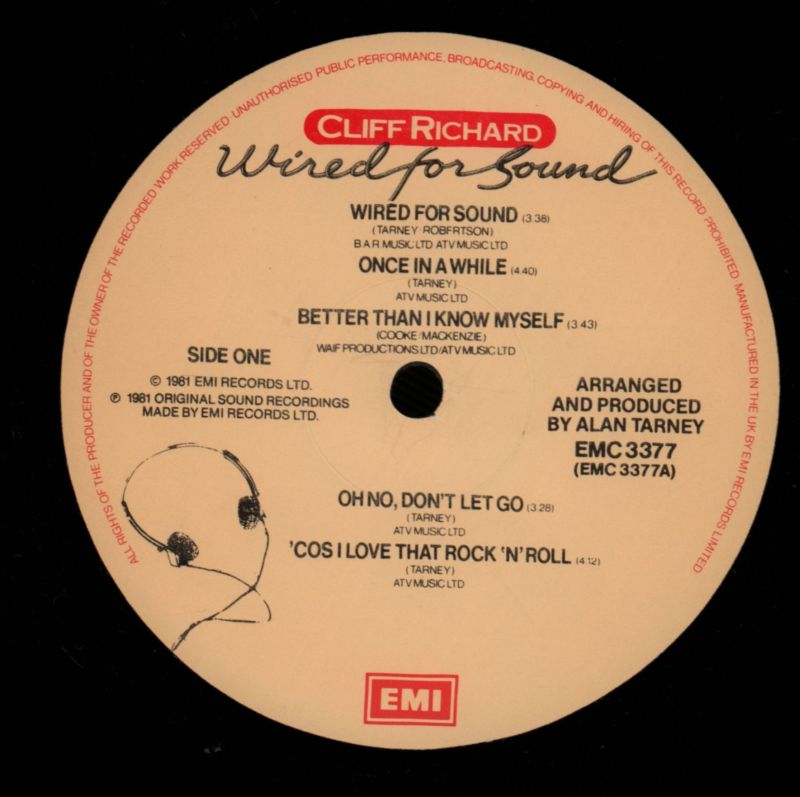 ALL RIGHTS OF THE PRODUCER AND OF THE OWNER OF THE RECORDED WORK RESERVED. UNAUTHORISED PUBLIC PERFORMANCE, BROADCASTING, COPYING AND HIRING OF THIS RECORD PROHIBITED. MANUFACTURED IN THE UK BY EMI RECORDS LIMITED
CLIFF RICHARD
Wired for Sound
WIRED FOR SOUND (3.38)
(TARNEY ROBERTSON)
B.A.R. MUSIC LTD ATV MUSIC LTD
ONCE IN A WHILE (4.40)
(TARNEY)
ATV MUSIC LTD
BETTER THAN I KNOW MYSELF (3.43)
(COOKE/MACKENZIE)
WAIF PRODUCTIONS LTD/ATV MUSIC LTD
SIDE ONE
© 1981 EMI RECORDS LTD.
℗ 1981 ORIGINAL SOUND RECORDINGS
MADE BY EMI RECORDS LTD.
ARRANGED
AND PRODUCED
BY ALAN TARNEY
EMC 3377
(EMC 3377A)
OH NO, DON'T LET GO (3.28)
(TARNEY)
ATV MUSIC LTD
'COS I LOVE THAT ROCK 'N' ROLL (4.12)
(TARNEY)
ATV MUSIC LTD
EMI